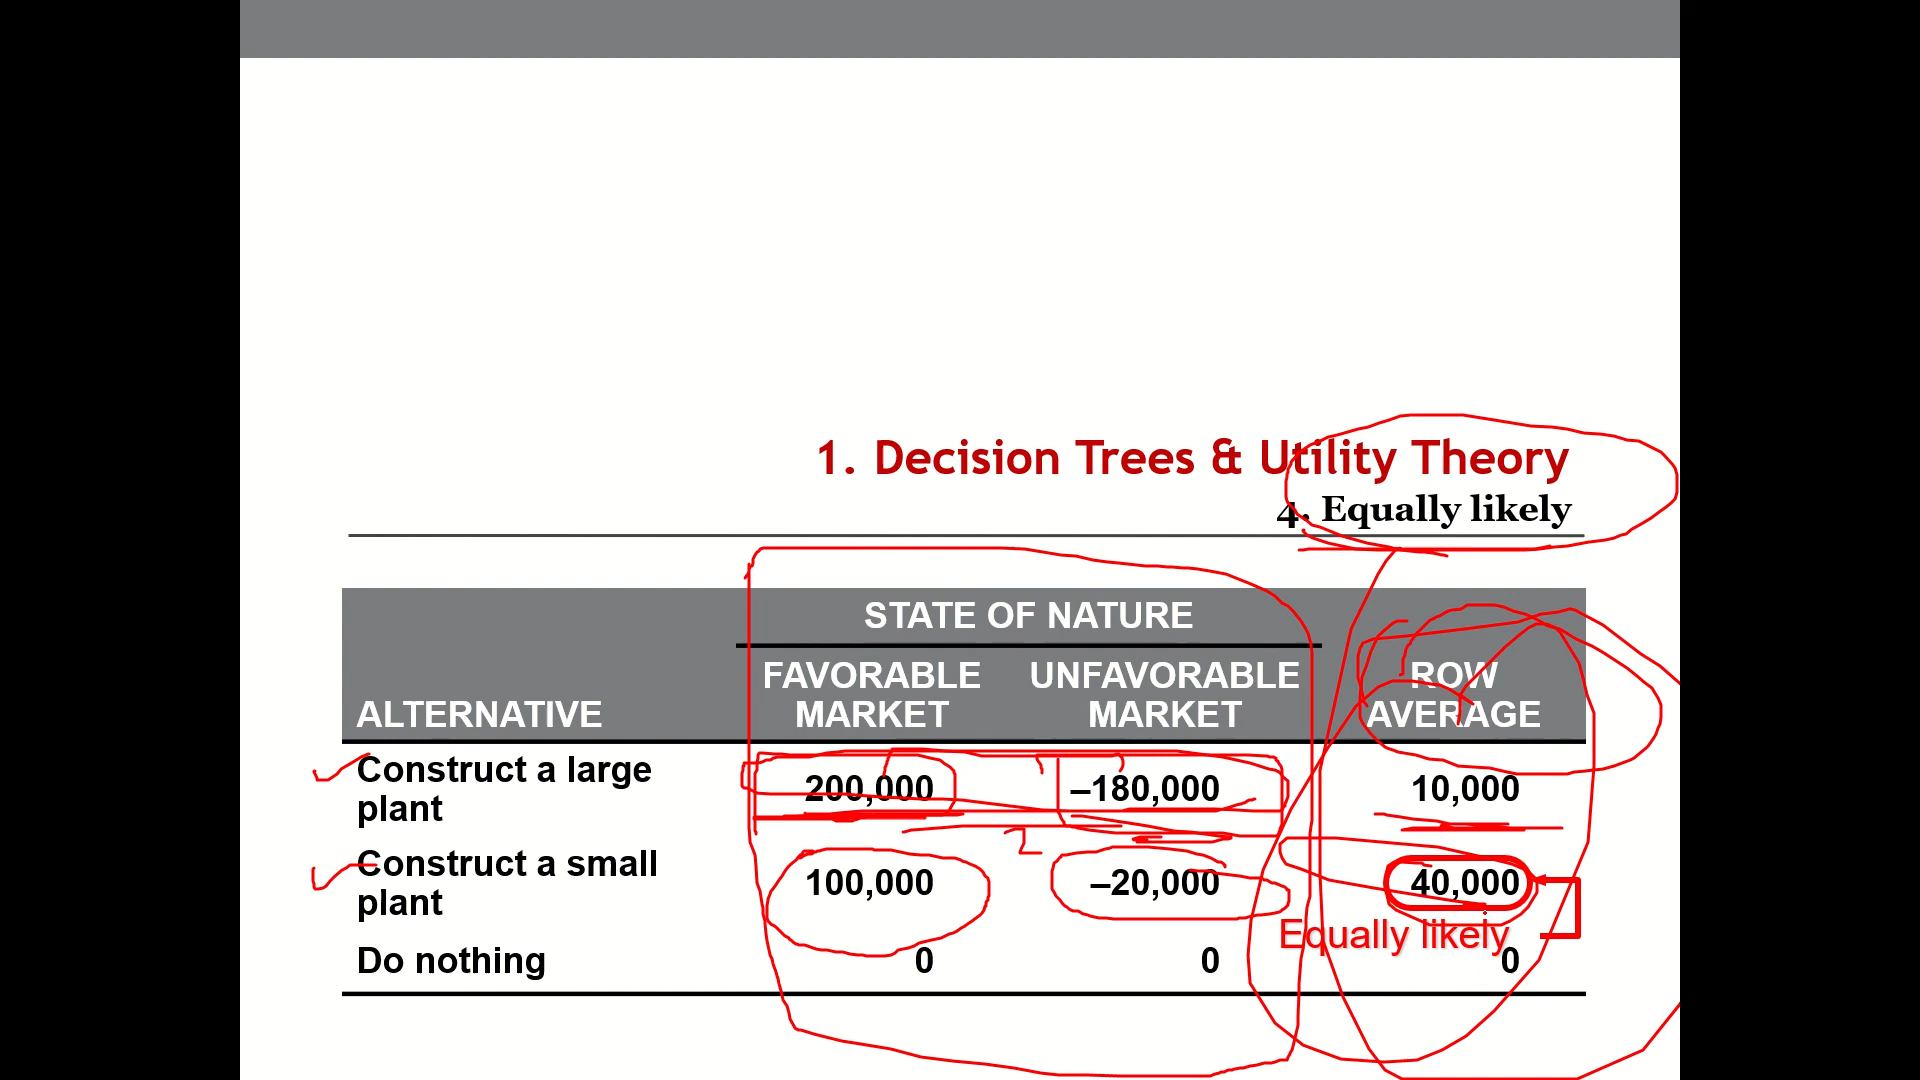 1. Decision Trees & Utility Theory
4. Equally likely
STATE OF NATURE
FAVORABLE UNFAVORABLE ROW
ALTERNATIVE MARKET MARKET AVERAGE
Construct a large
plant 200,000 –180,000 10,000
Construct a small
plant 100,000 –20,000 40,000
Equally likely
Do nothing 0 0 0